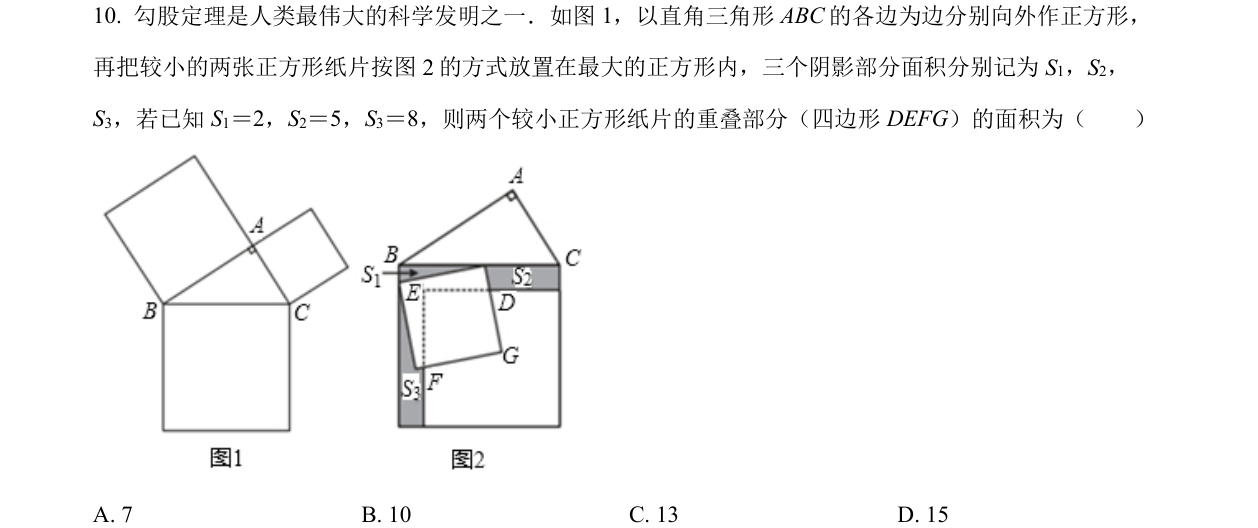 10. 勾股定理是人类最伟大的科学发明之一．如图 1，以直角三角形 ABC 的各边为边分别向外作正方形，
再把较小的两张正方形纸片按图 2 的方式放置在最大的正方形内，三个阴影部分面积分别记为 S₁，S₂，
S₃，若已知 S₁＝2，S₂＝5，S₃＝8，则两个较小正方形纸片的重叠部分（四边形 DEFG）的面积为（　　）
A
B
C
图1
A
B
C
S₁
S₂
E
D
G
S₃
F
图2
A. 7 B. 10 C. 13 D. 15